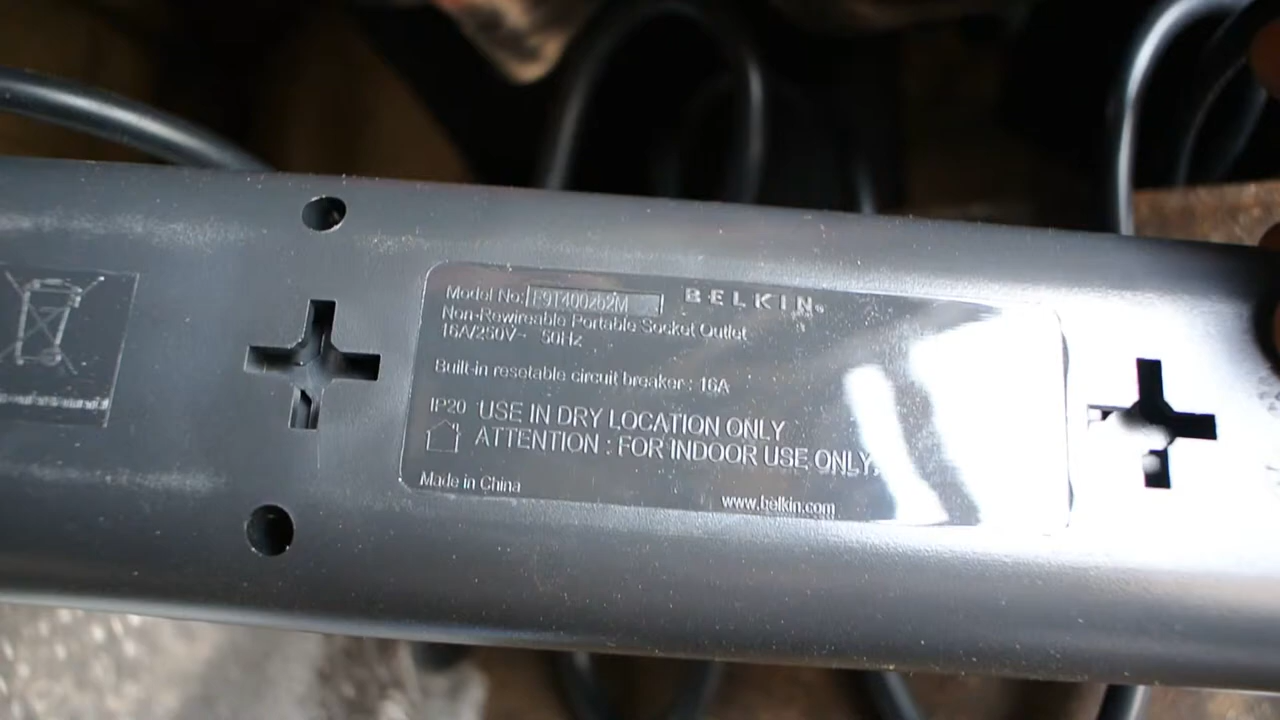 Model No: F9T400zb2M BELKIN®
Non-Rewireable Portable Socket Outlet
16A/250V~ 50Hz
Built-in resetable circuit breaker : 16A
IP20 USE IN DRY LOCATION ONLY
ATTENTION : FOR INDOOR USE ONLY.
Made in China
www.belkin.com